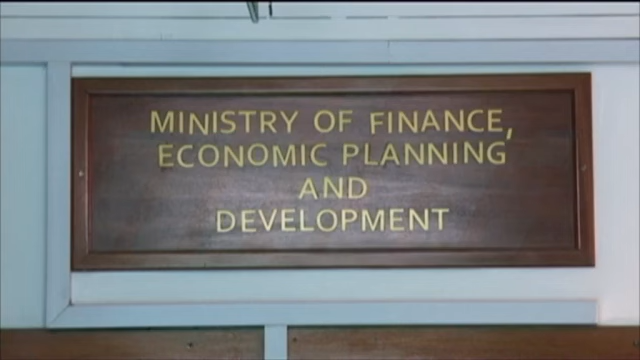 MINISTRY OF FINANCE,
ECONOMIC PLANNING
AND
DEVELOPMENT